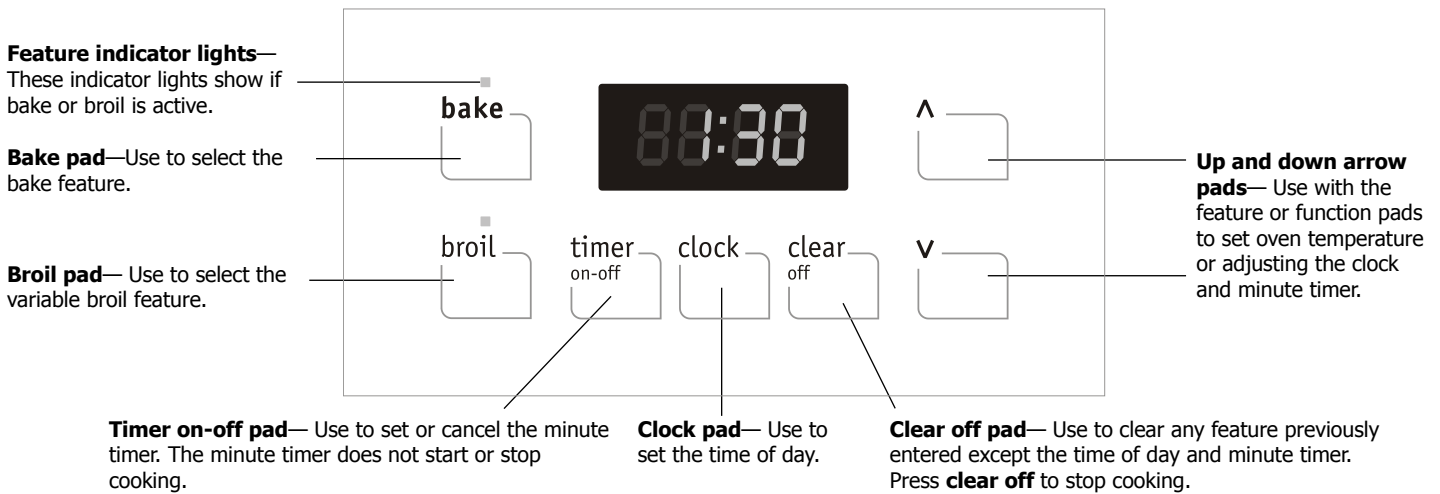 Feature indicator lights—
These indicator lights show if
bake or broil is active.
Bake pad—Use to select the
bake feature.
Broil pad— Use to select the
variable broil feature.
bake
1:30
^
broil
timer
on-off
clock
clear
off
v
Up and down arrow
pads— Use with the
feature or function pads
to set oven temperature
or adjusting the clock
and minute timer.
Timer on-off pad— Use to set or cancel the minute
timer. The minute timer does not start or stop
cooking.
Clock pad— Use to
set the time of day.
Clear off pad— Use to clear any feature previously
entered except the time of day and minute timer.
Press clear off to stop cooking.